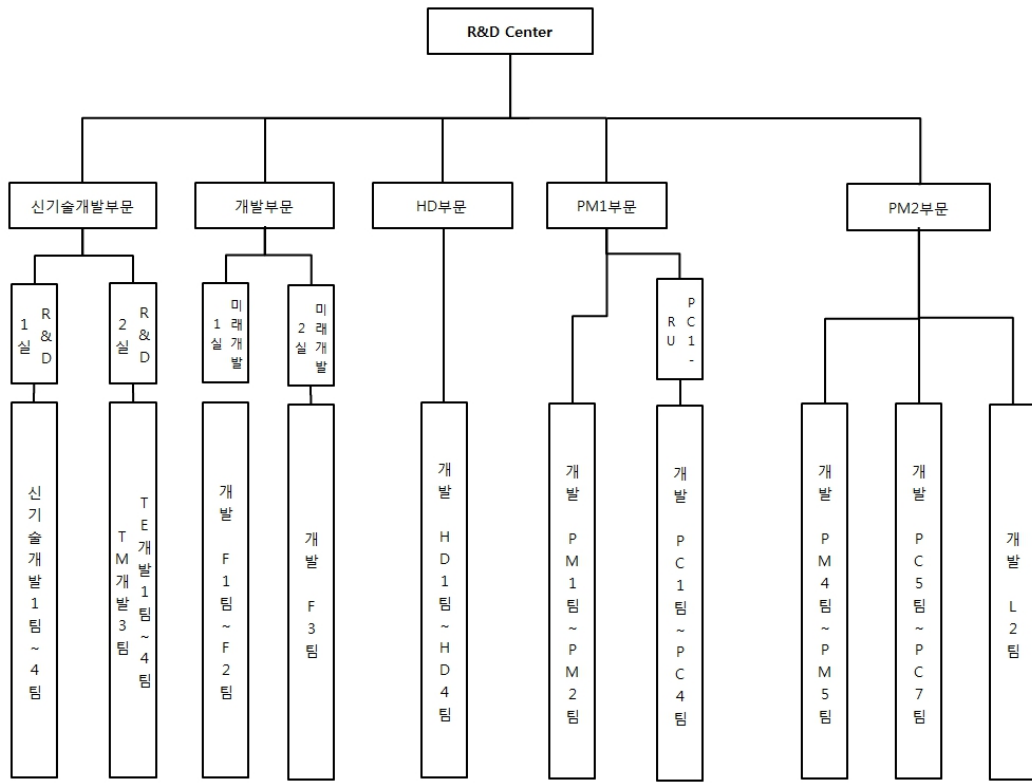 R&D Center
신기술개발부문
개발부문
HD부문
PM1부문
PM2부문
R&D
1실
R&D
2실
미래개발
1실
미래개발
2실
PC1-
RU
신기술개발1팀~4팀
TE개발1팀~4팀
TM개발3팀
개발 F1팀~F2팀
개발 F3팀
개발 HD1팀~HD4팀
개발 PM1팀~PM2팀
개발 PC1팀~PC4팀
개발 PM4팀~PM5팀
개발 PC5팀~PC7팀
개발 L2팀